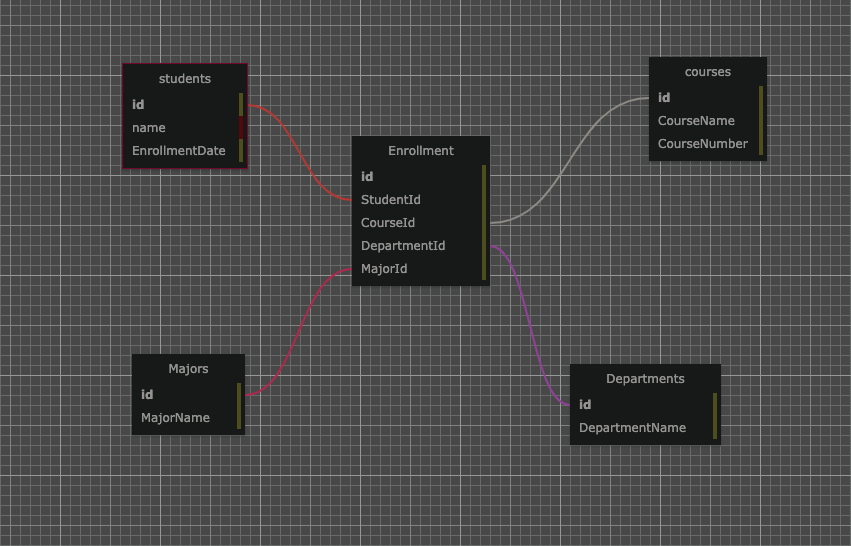 students
id
name
EnrollmentDate
Enrollment
id
StudentId
CourseId
DepartmentId
MajorId
courses
id
CourseName
CourseNumber
Majors
id
MajorName
Departments
id
DepartmentName